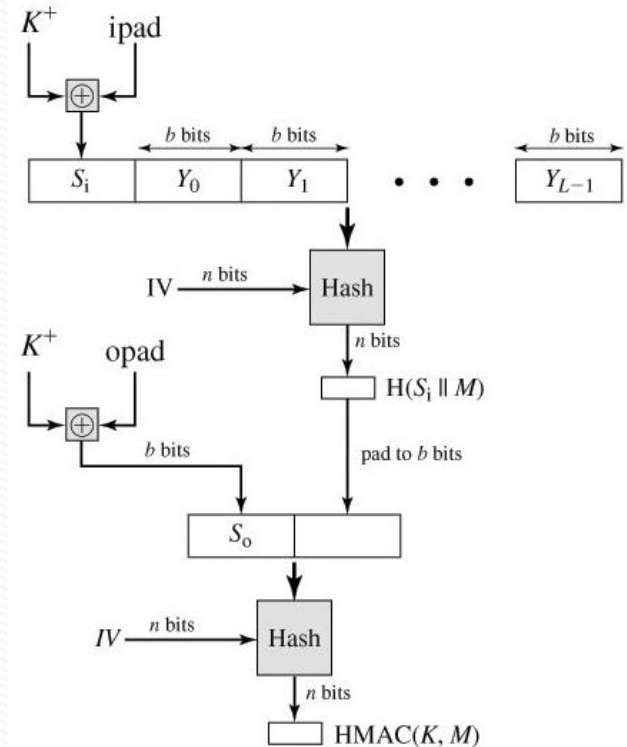 K⁺ ipad
⊕
b bits b bits b bits
Sᵢ Y₀ Y₁ • • • Y_{L−1}
IV n bits Hash
n bits
K⁺ opad
H(Sᵢ || M)
⊕
b bits pad to b bits
Sₒ
IV n bits Hash
n bits
HMAC(K, M)